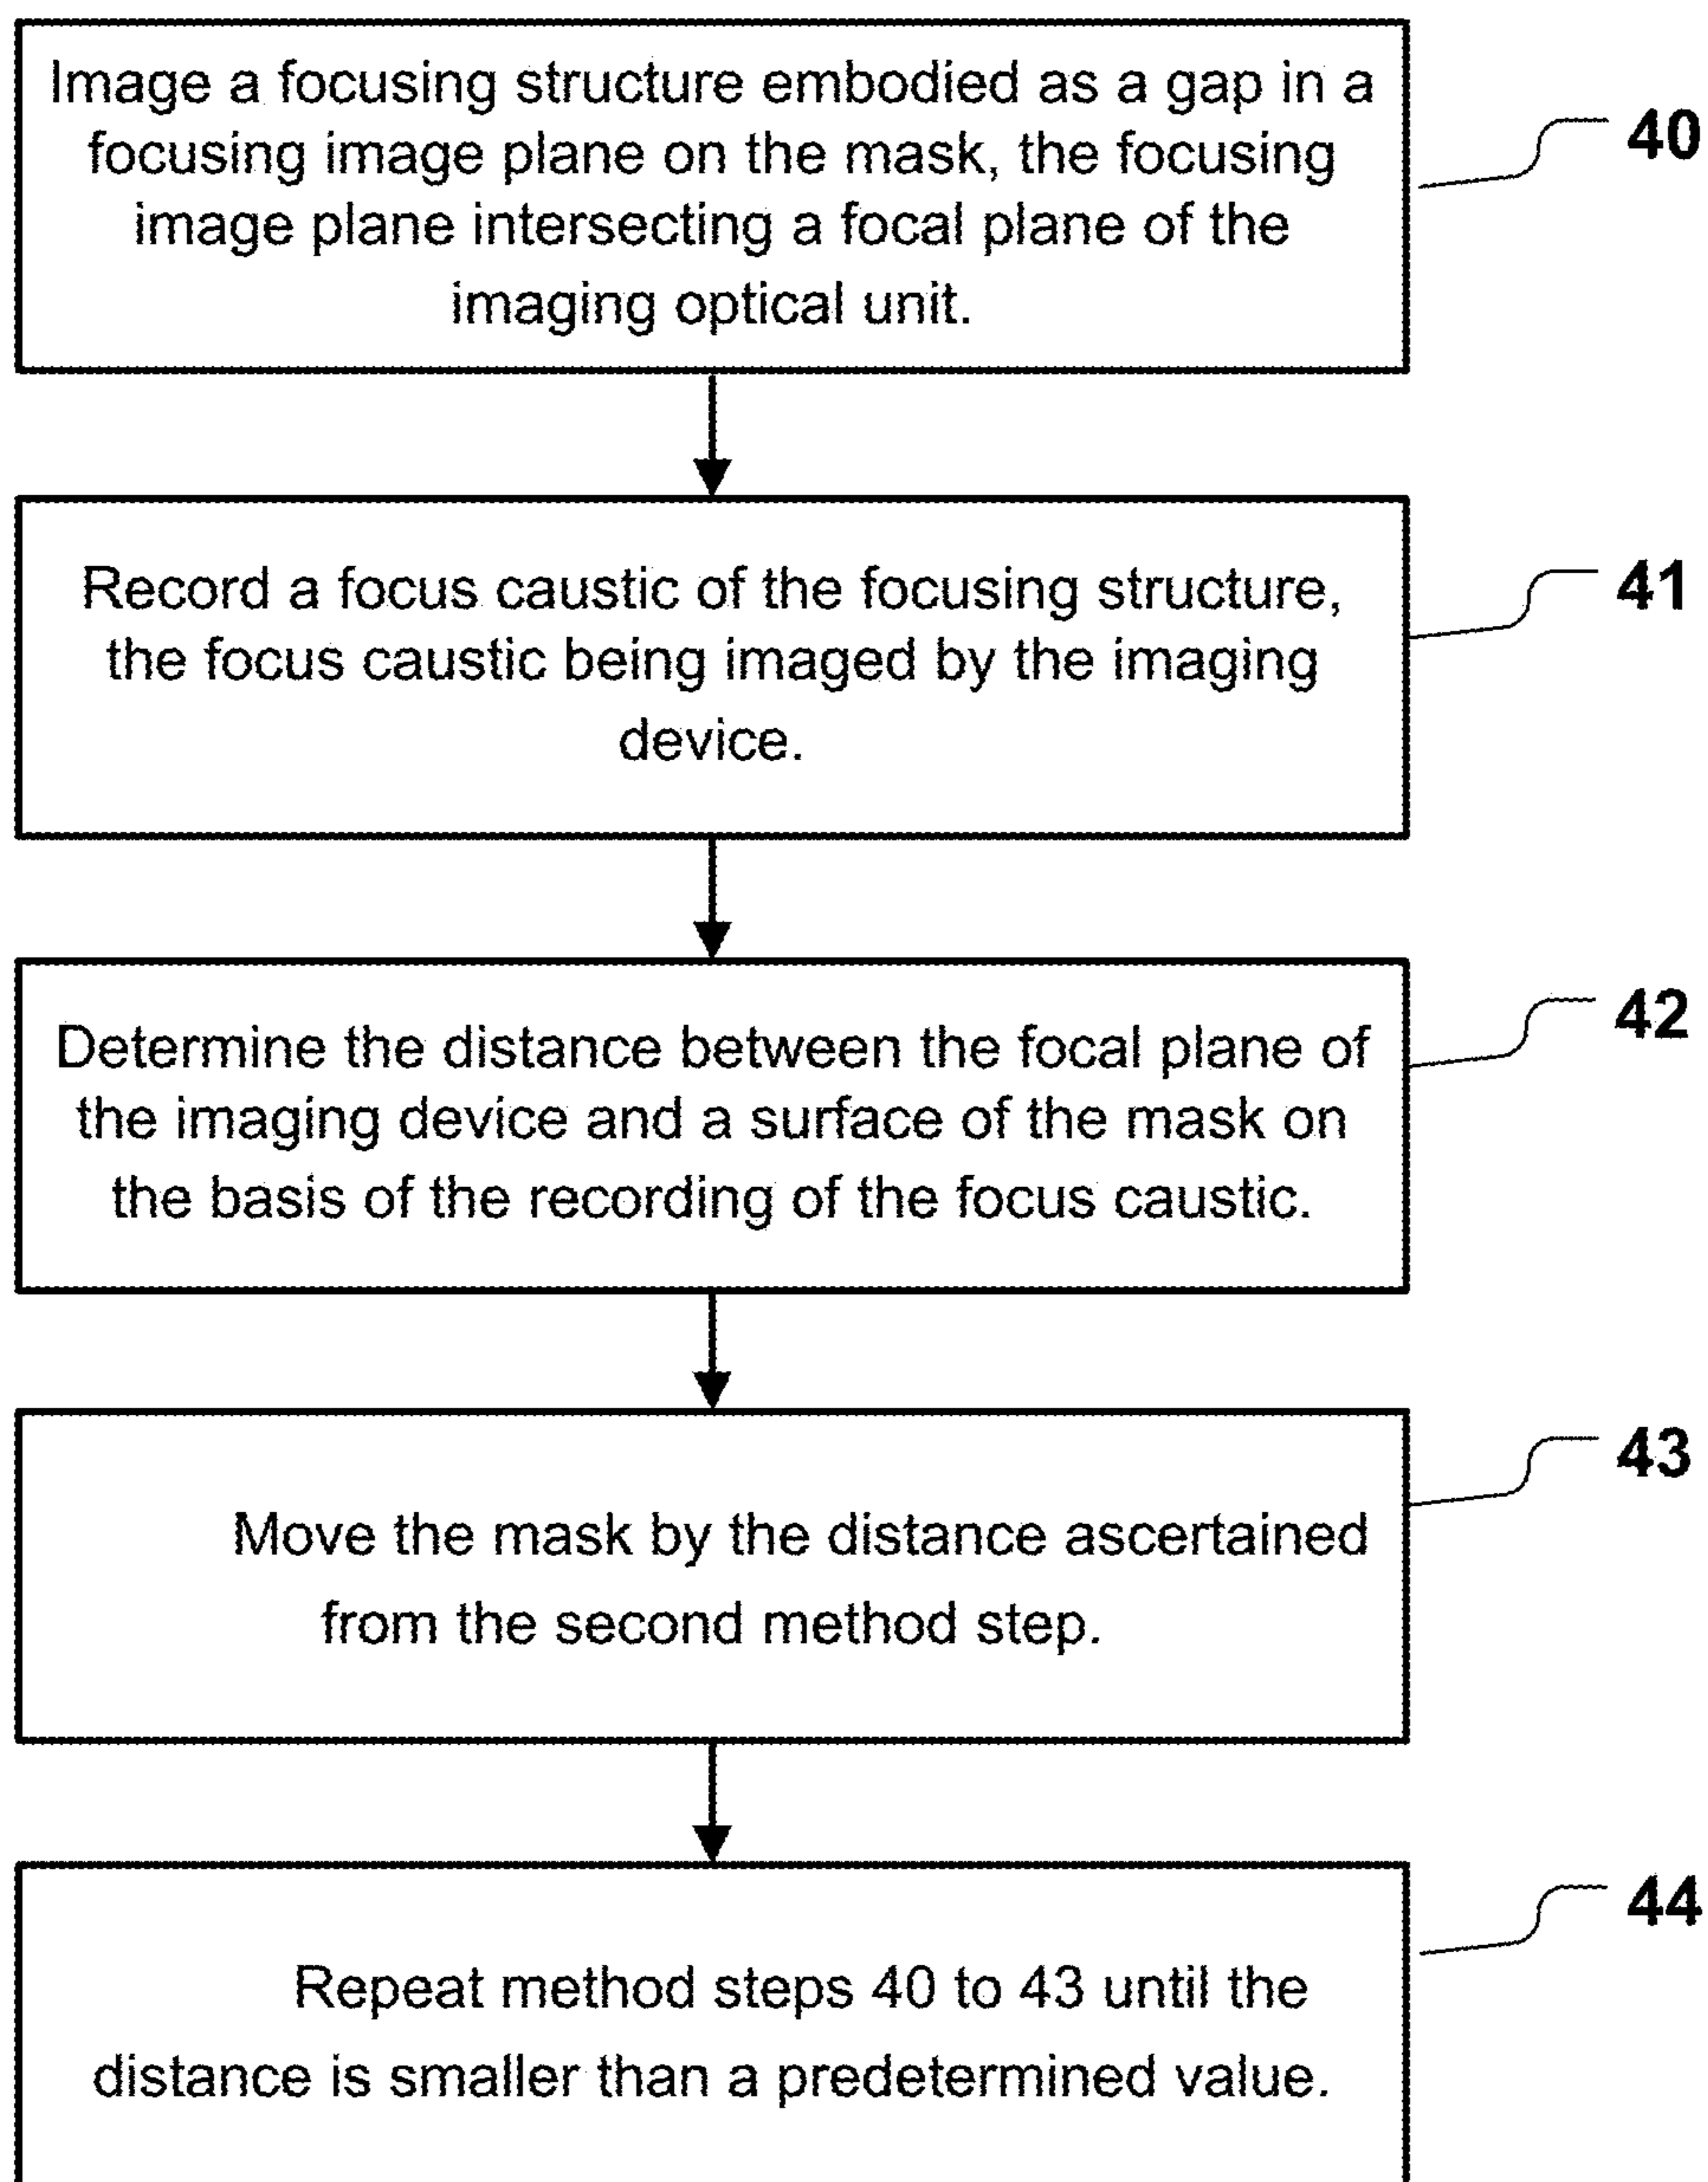 Image a focusing structure embodied as a gap in a
focusing image plane on the mask, the focusing
image plane intersecting a focal plane of the
imaging optical unit.
40
Record a focus caustic of the focusing structure,
the focus caustic being imaged by the imaging
device.
41
Determine the distance between the focal plane of
the imaging device and a surface of the mask on
the basis of the recording of the focus caustic.
42
Move the mask by the distance ascertained
from the second method step.
43
Repeat method steps 40 to 43 until the
distance is smaller than a predetermined value.
44